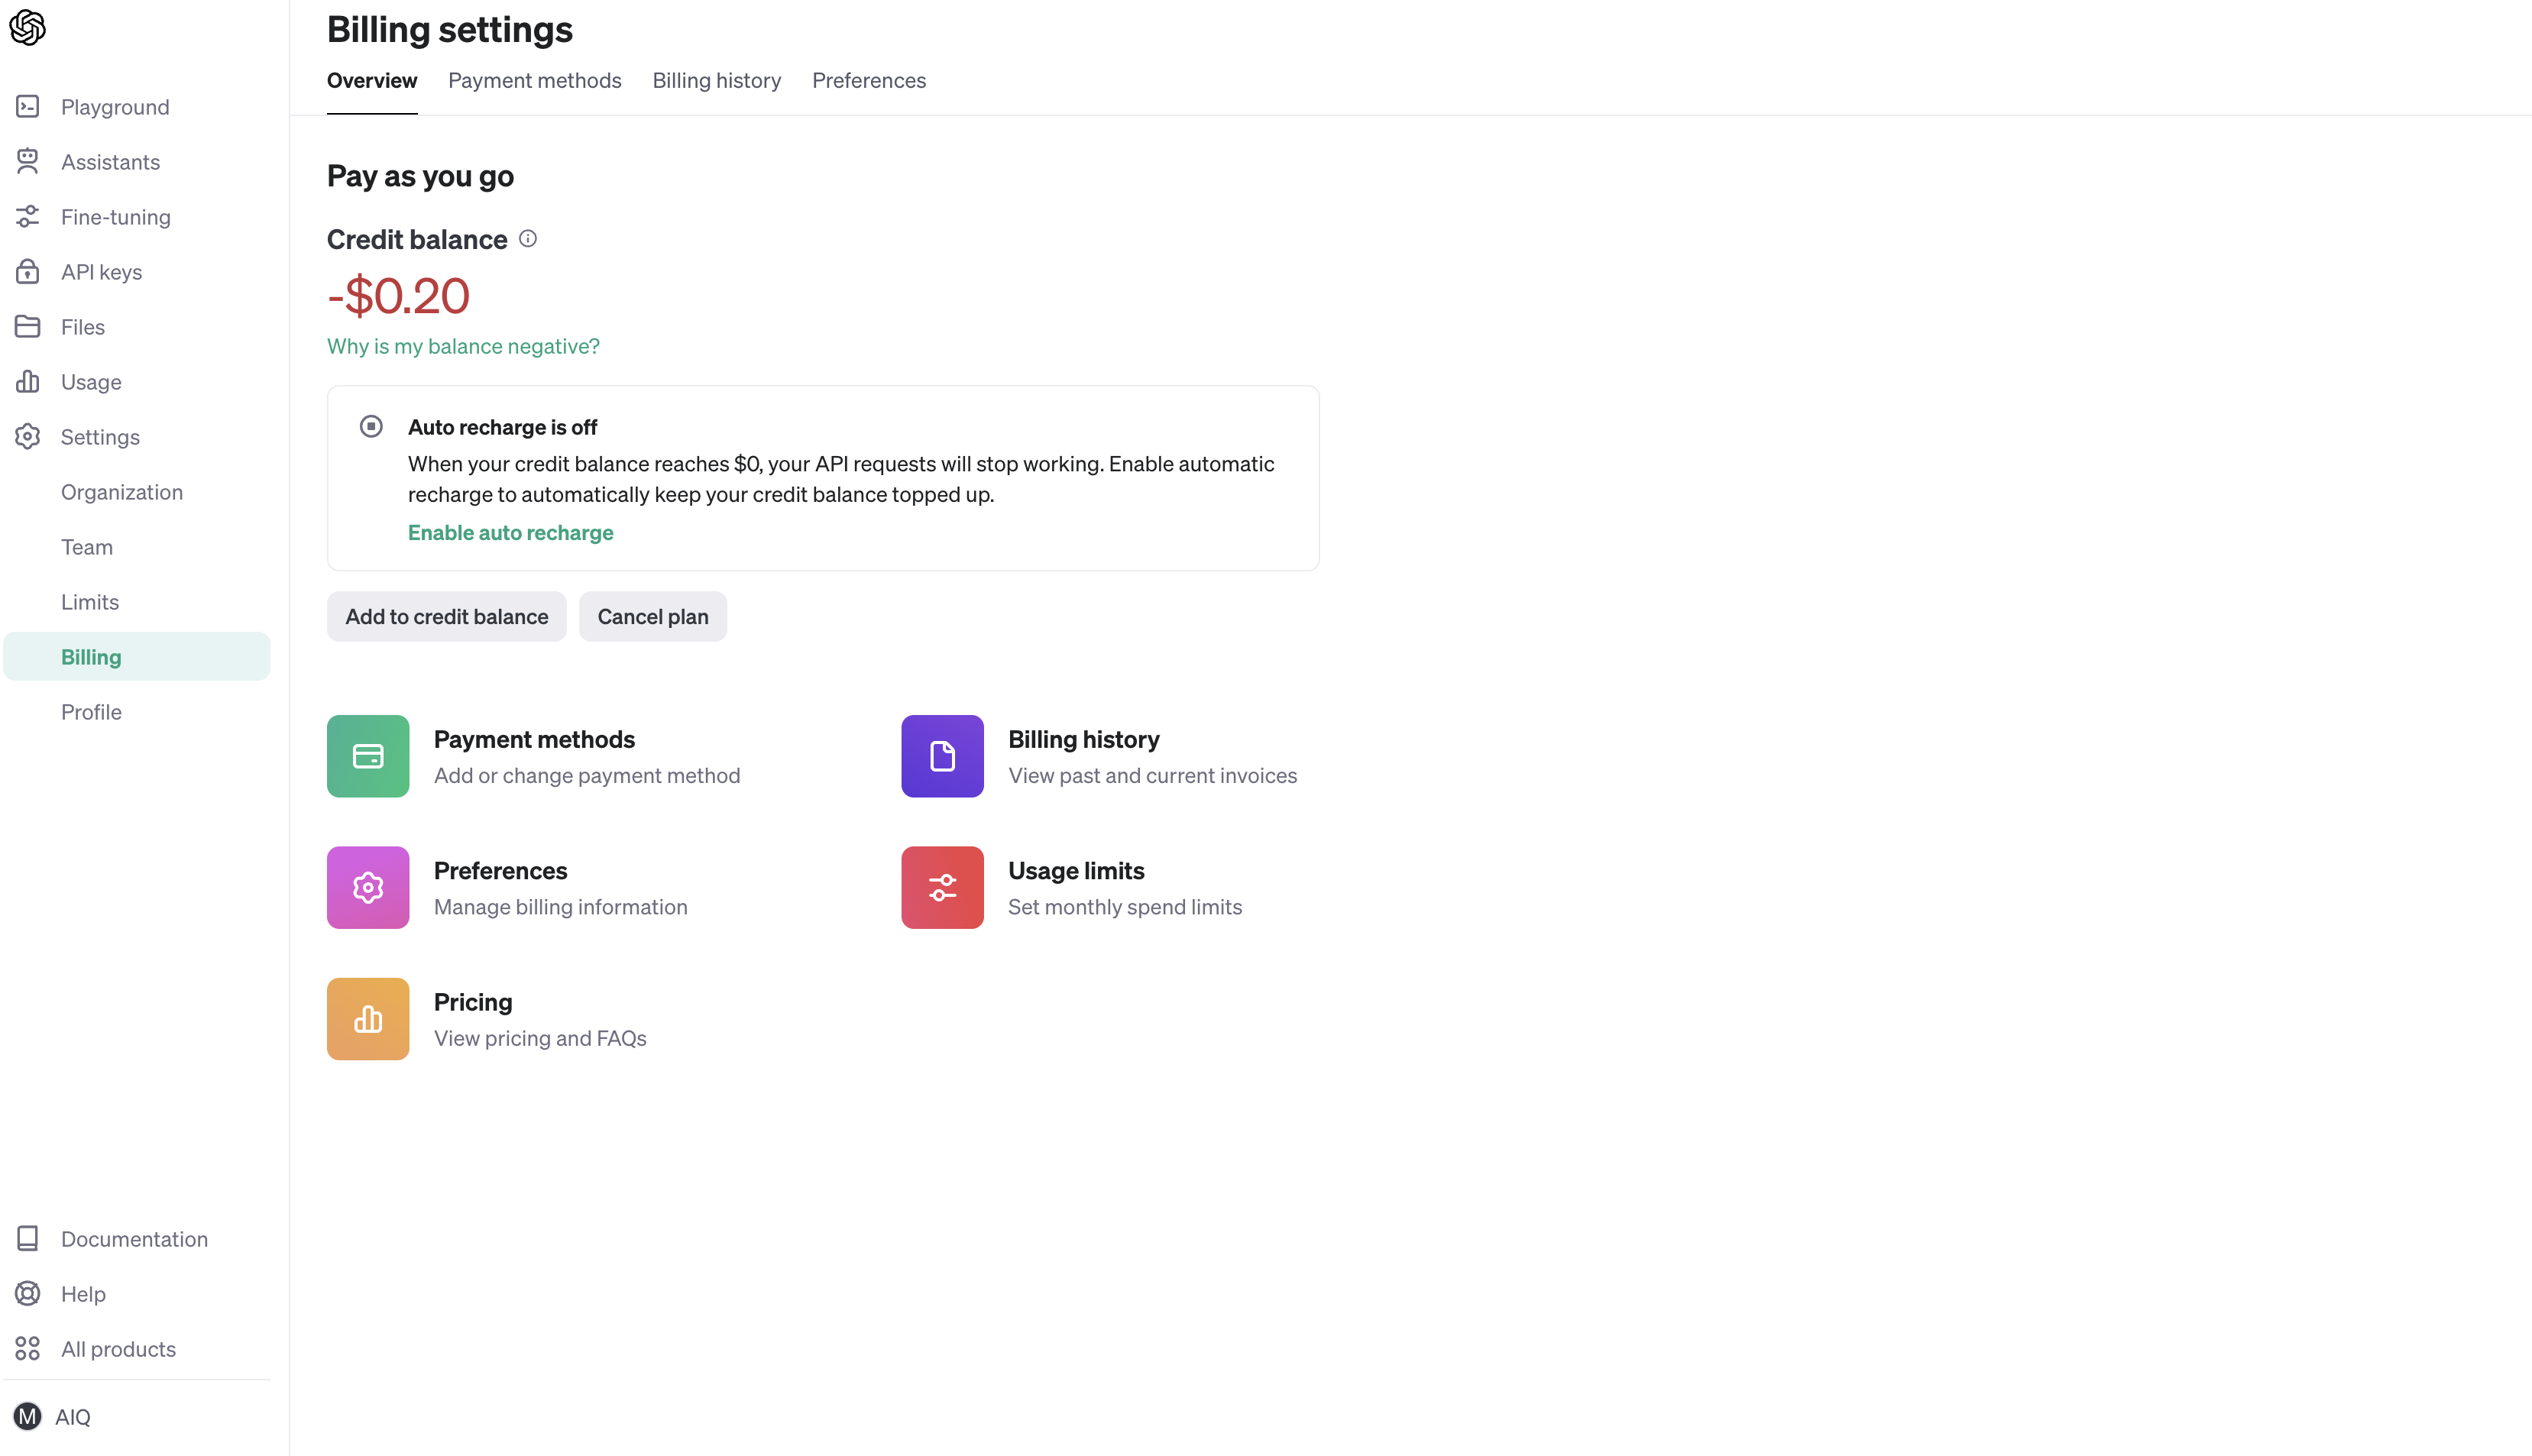 Playground
Assistants
Fine-tuning
API keys
Files
Usage
Settings
Organization
Team
Limits
Billing
Profile
Documentation
Help
All products
M AIQ
Billing settings
Overview Payment methods Billing history Preferences
Pay as you go
Credit balance
-$0.20
Why is my balance negative?
Auto recharge is off
When your credit balance reaches $0, your API requests will stop working. Enable automatic
recharge to automatically keep your credit balance topped up.
Enable auto recharge
Add to credit balance Cancel plan
Payment methods
Add or change payment method
Billing history
View past and current invoices
Preferences
Manage billing information
Usage limits
Set monthly spend limits
Pricing
View pricing and FAQs